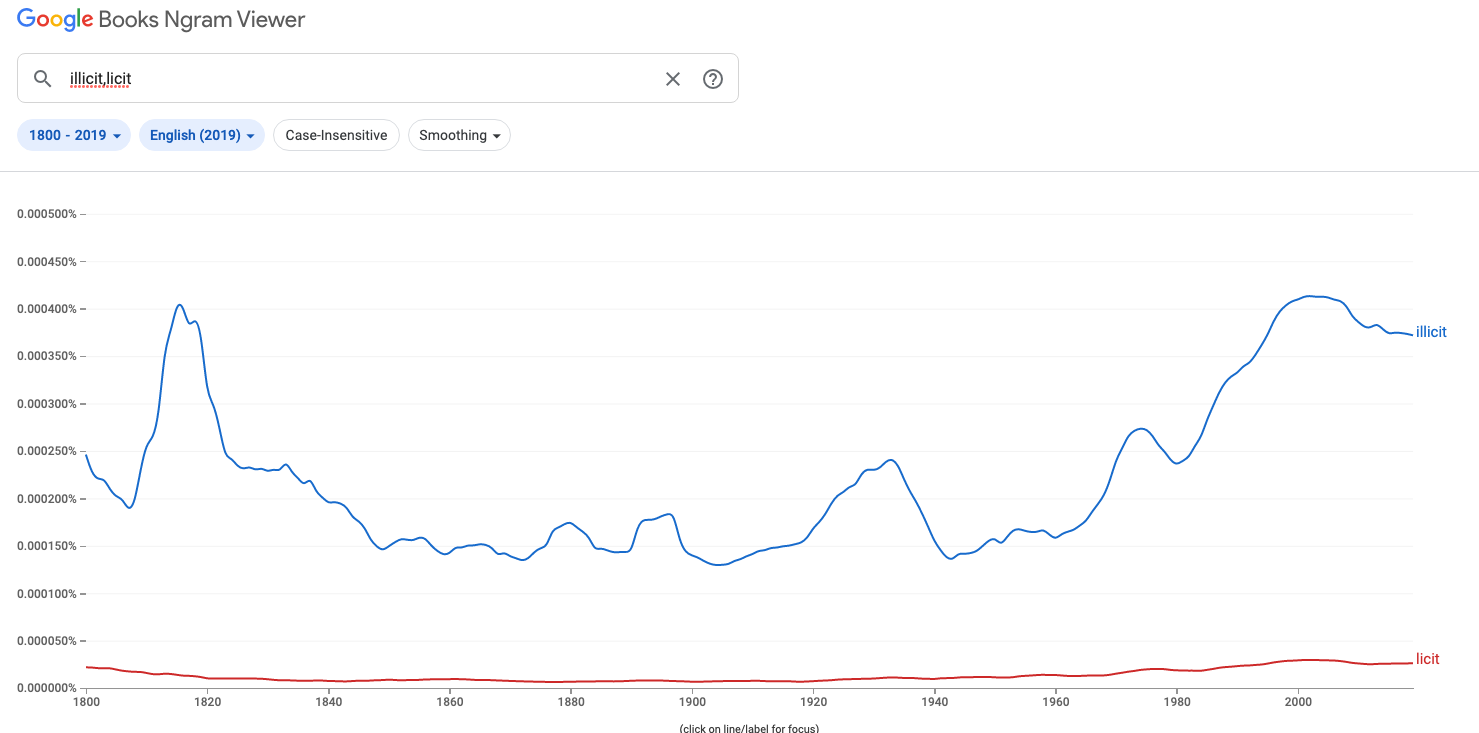 Google Books Ngram Viewer
illicit,licit
1800 - 2019 English (2019) Case-Insensitive Smoothing
0.000500%
0.000450%
0.000400%
0.000350%
illicit
0.000300%
0.000250%
0.000200%
0.000150%
0.000100%
0.000050%
licit
0.000000%
1800 1820 1840 1860 1880 1900 1920 1940 1960 1980 2000
(click on line/label for focus)